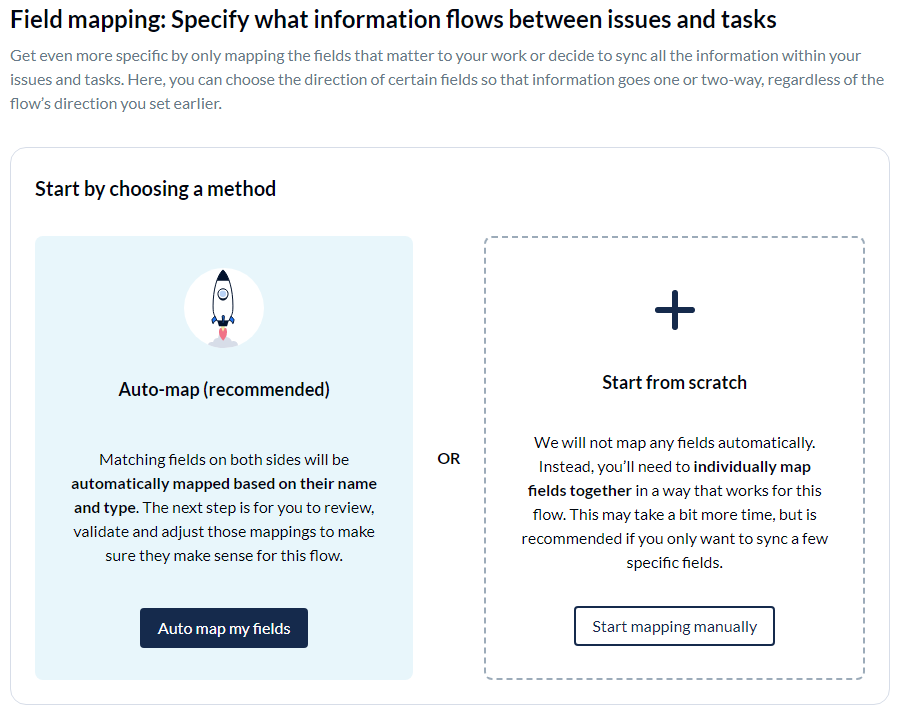 Field mapping: Specify what information flows between issues and tasks
Get even more specific by only mapping the fields that matter to your work or decide to sync all the information within your
issues and tasks. Here, you can choose the direction of certain fields so that information goes one or two-way, regardless of the
flow’s direction you set earlier.
Start by choosing a method
Auto-map (recommended)
Matching fields on both sides will be
automatically mapped based on their name
and type. The next step is for you to review,
validate and adjust those mappings to make
sure they make sense for this flow.
Auto map my fields
OR
Start from scratch
We will not map any fields automatically.
Instead, you’ll need to individually map
fields together in a way that works for this
flow. This may take a bit more time, but is
recommended if you only want to sync a few
specific fields.
Start mapping manually